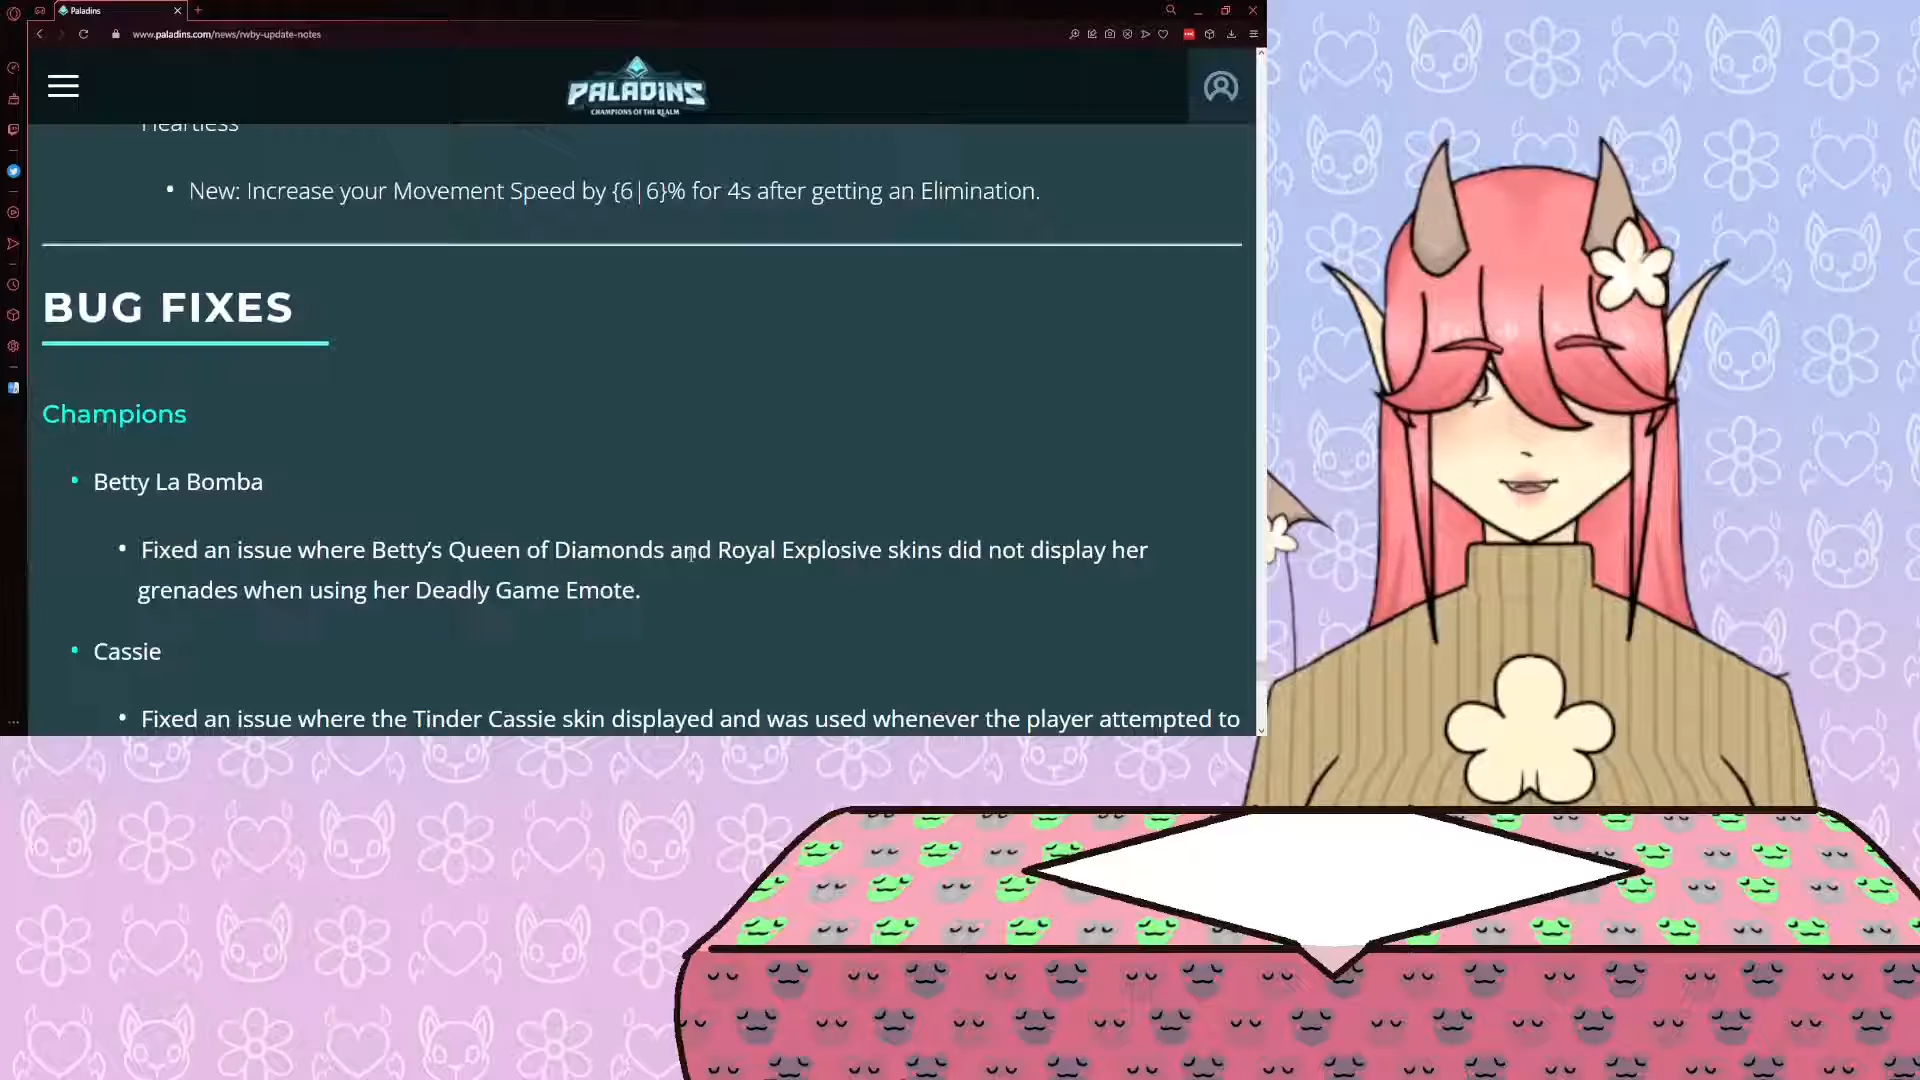 Paladins
www.paladins.com/news/rwby-update-notes
PALADINS
CHAMPIONS OF THE REALM
Heartless
New: Increase your Movement Speed by {6|6}% for 4s after getting an Elimination.
BUG FIXES
Champions
Betty La Bomba
Fixed an issue where Betty’s Queen of Diamonds and Royal Explosive skins did not display her
grenades when using her Deadly Game Emote.
Cassie
Fixed an issue where the Tinder Cassie skin displayed and was used whenever the player attempted to